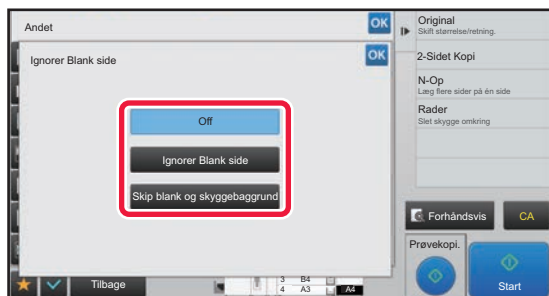 Andet
OK
Ignorer Blank side
OK
Off
Ignorer Blank side
Skip blank og skyggebaggrund
Tilbage
3 B4
4 A3
A4
Original
Skift størrelse/retning.
2-Sidet Kopi
N-Op
Læg flere sider på én side
Rader
Slet skygge omkring
Forhåndsvis
CA
Prøvekopi.
Start